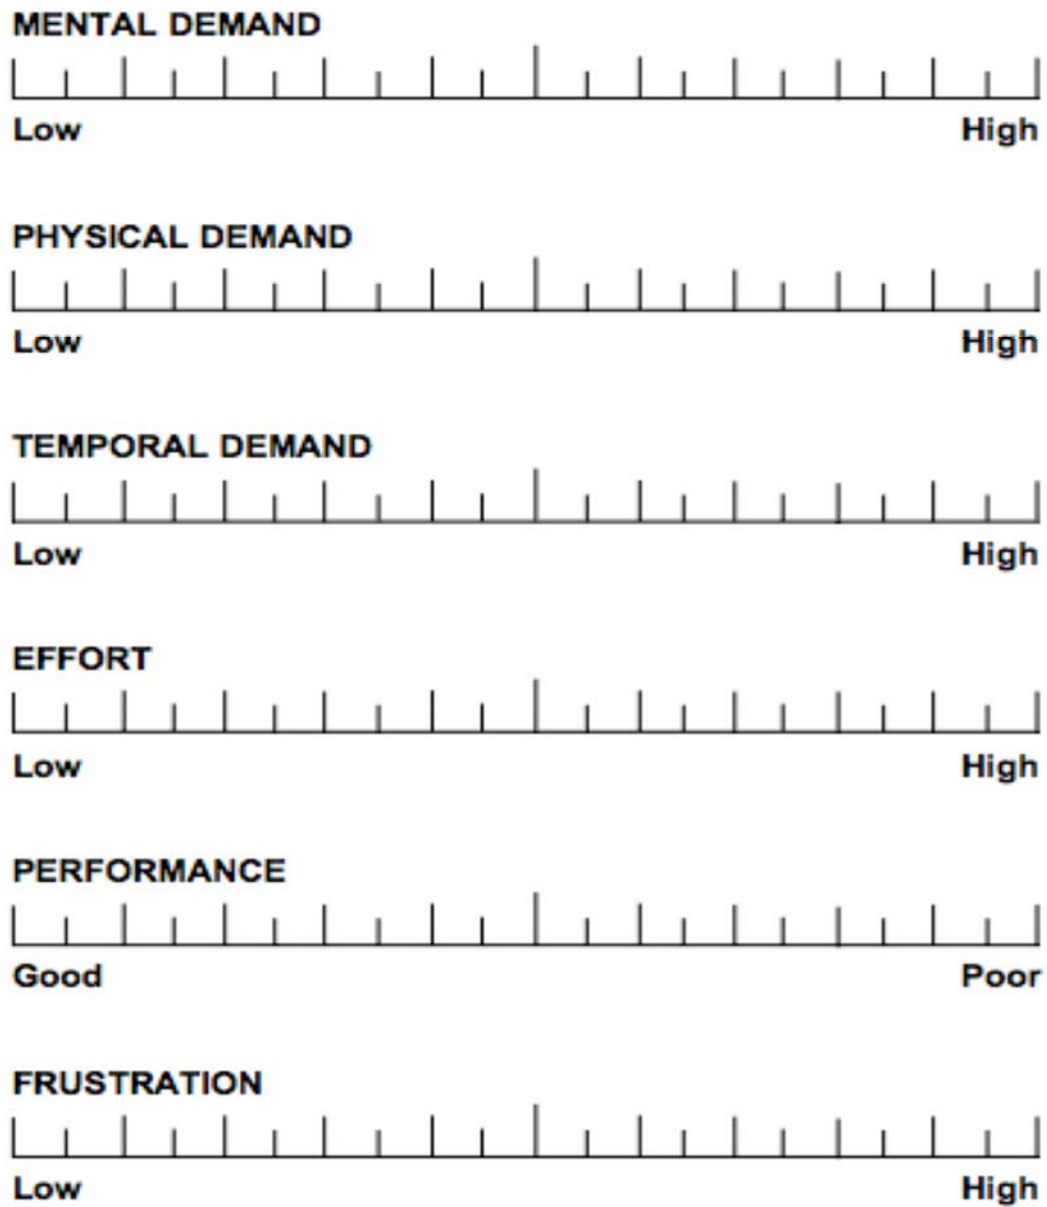 MENTAL DEMAND
Low High
PHYSICAL DEMAND
Low High
TEMPORAL DEMAND
Low High
EFFORT
Low High
PERFORMANCE
Good Poor
FRUSTRATION
Low High